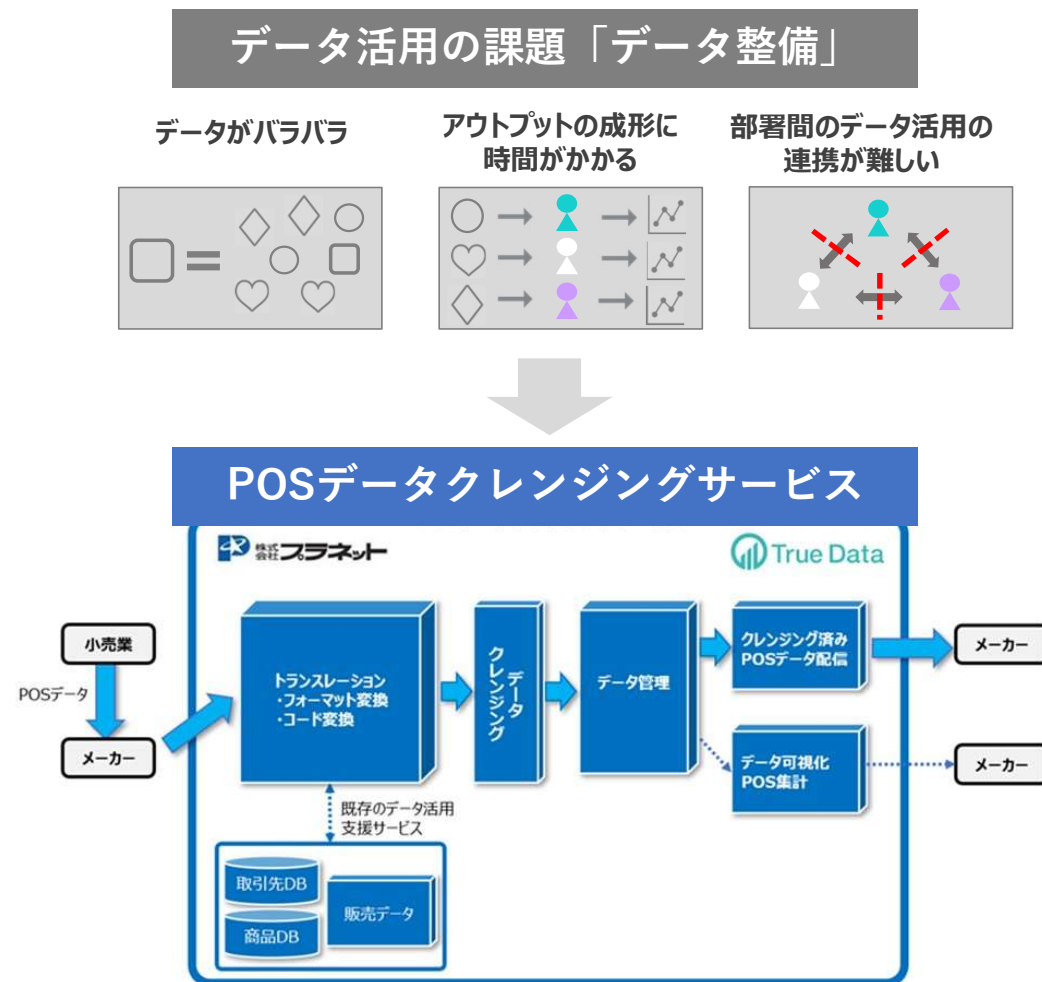 データ活用の課題「データ整備」
データがバラバラ
アウトプットの成形に
時間がかかる
部署間のデータ活用の
連携が難しい
POSデータクレンジングサービス
株式会社プラネット
True Data
小売業
POSデータ
メーカー
トランスレーション
・フォーマット変換
・コード変換
データ
クレンジング
データ管理
クレンジング済み
POSデータ配信
メーカー
データ可視化
POS集計
メーカー
既存のデータ活用
支援サービス
取引先DB
商品DB
販売データ